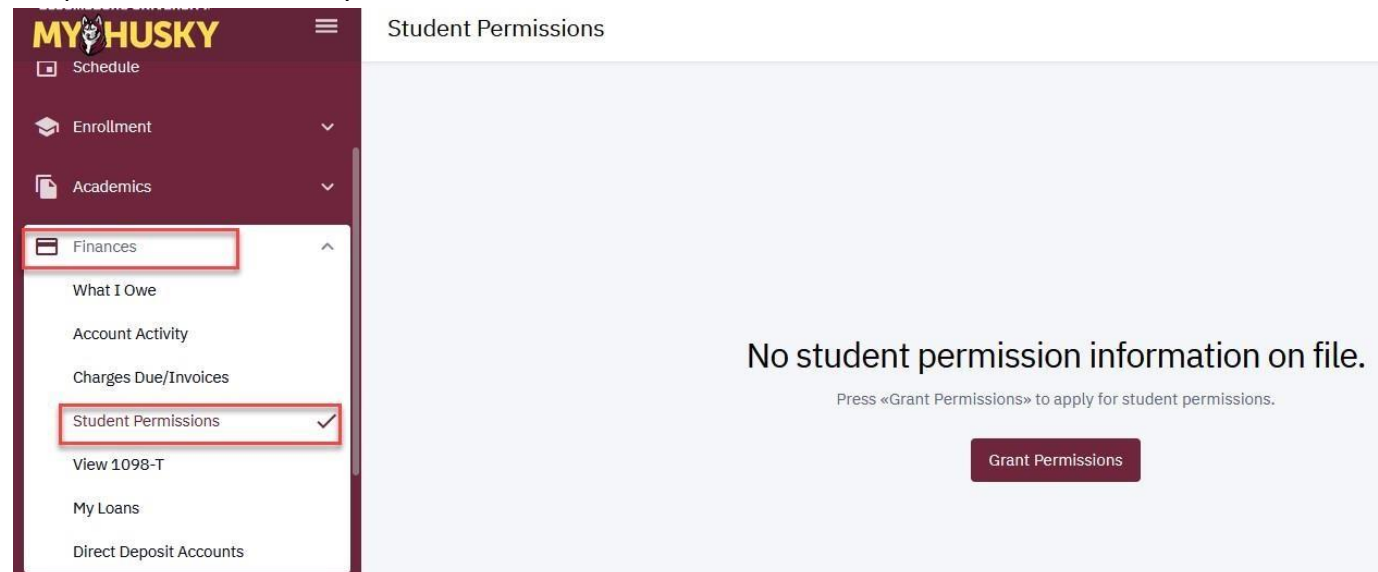 MY HUSKY
Student Permissions
Schedule
Enrollment
Academics
Finances
What I Owe
Account Activity
Charges Due/Invoices
Student Permissions
View 1098-T
My Loans
Direct Deposit Accounts
No student permission information on file.
Press «Grant Permissions» to apply for student permissions.
Grant Permissions